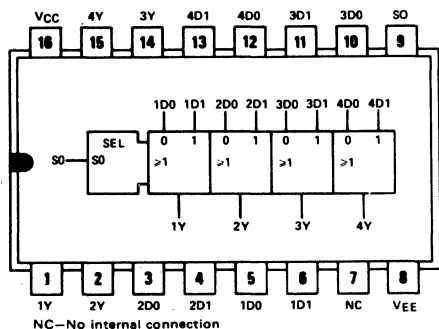 VCC 4Y 3Y 4D1 4D0 3D1 3D0 S0
16 15 14 13 12 11 10 9
1D0 1D1 2D0 2D1 3D0 3D1 4D0 4D1
SEL 0 1 0 1 0 1 0 1
S0 S0 ≥1 ≥1 ≥1 ≥1
1Y 2Y 3Y 4Y
1 2 3 4 5 6 7 8
1Y 2Y 2D0 2D1 1D0 1D1 NC VEE
NC—No internal connection